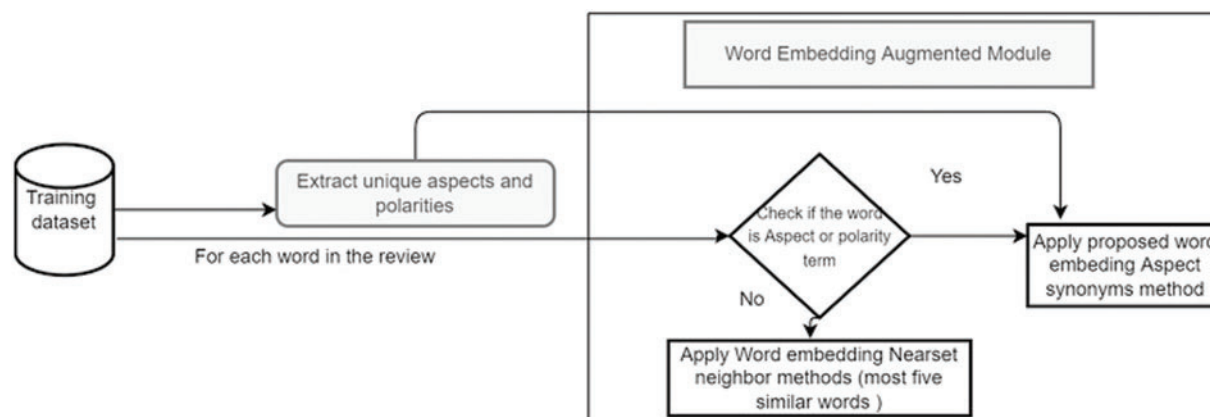 Word Embedding Augmented Module
Training
dataset
Extract unique aspects and
polarities
For each word in the review
Check if the word
is Aspect or polarity
term
Yes
No
Apply proposed word
embeding Aspect
synonyms method
Apply Word embedding Nearset
neighbor methods (most five
similar words )